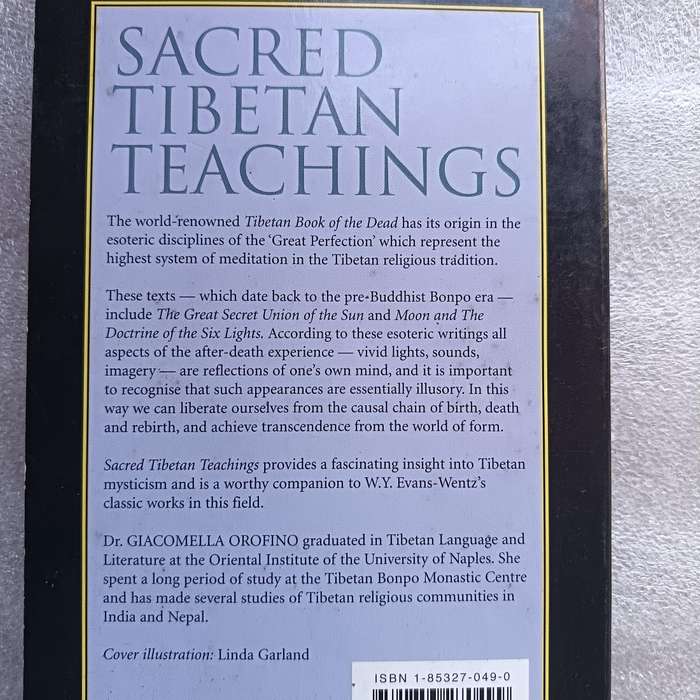 SACRED
TIBETAN
TEACHINGS
The world-renowned Tibetan Book of the Dead has its origin in the
esoteric disciplines of the ‘Great Perfection’ which represent the
highest system of meditation in the Tibetan religious tradition.
These texts — which date back to the pre-Buddhist Bonpo era —
include The Great Secret Union of the Sun and Moon and The
Doctrine of the Six Lights. According to these esoteric writings all
aspects of the after-death experience — vivid lights, sounds,
imagery — are reflections of one's own mind, and it is important
to recognise that such appearances are essentially illusory. In this
way we can liberate ourselves from the causal chain of birth, death
and rebirth, and achieve transcendence from the world of form.
Sacred Tibetan Teachings provides a fascinating insight into Tibetan
mysticism and is a worthy companion to W.Y. Evans-Wentz's
classic works in this field.
Dr. GIACOMELLA OROFINO graduated in Tibetan Language and
Literature at the Oriental Institute of the University of Naples. She
spent a long period of study at the Tibetan Bonpo Monastic Centre
and has made several studies of Tibetan religious communities in
India and Nepal.
Cover illustration: Linda Garland
ISBN 1-85327-049-0